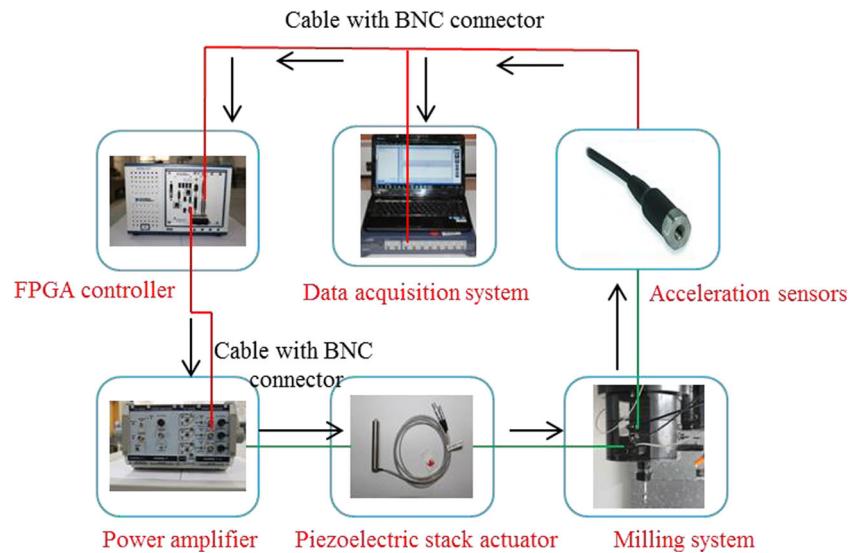 Cable with BNC connector
FPGA controller
Data acquisition system
Acceleration sensors
Cable with BNC
connector
Power amplifier
Piezoelectric stack actuator
Milling system